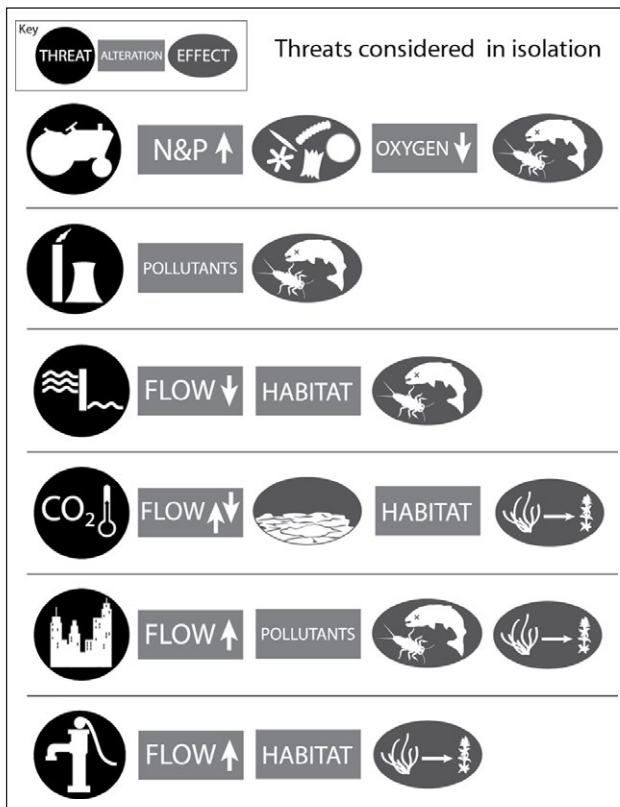 Key
THREAT ALTERATION EFFECT
Threats considered in isolation
N&P
OXYGEN
POLLUTANTS
FLOW HABITAT
CO₂ FLOW HABITAT
FLOW POLLUTANTS
FLOW HABITAT